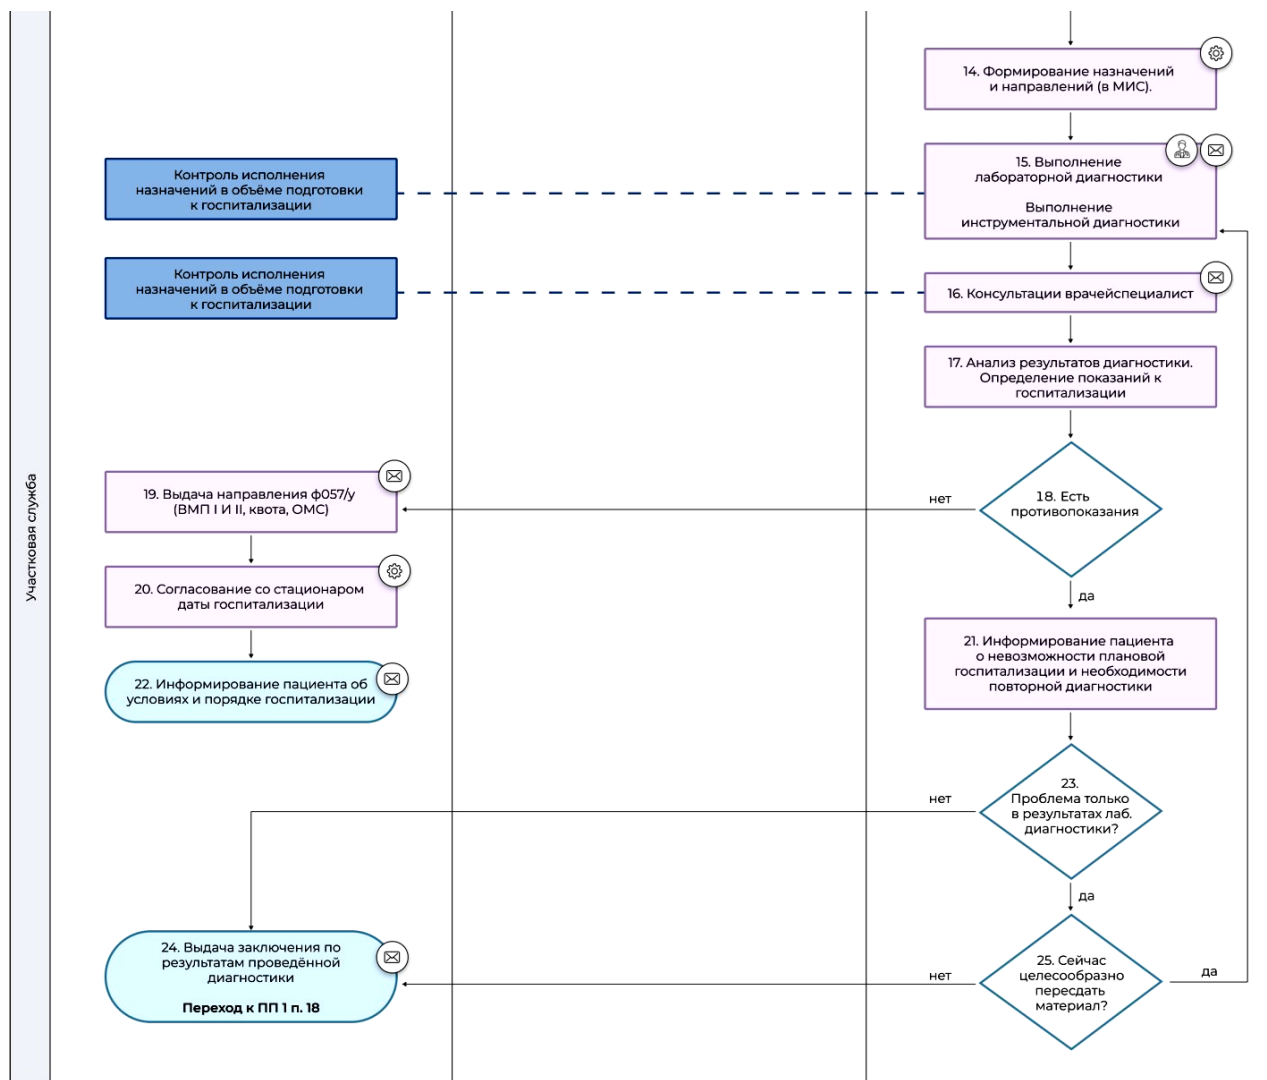 14. Формирование назначений
и направлений (в МИС).
Контроль исполнения
назначений в объёме подготовки
к госпитализации
15. Выполнение
лабораторной диагностики
Выполнение
инструментальной диагностики
Контроль исполнения
назначений в объёме подготовки
к госпитализации
16. Консультации врачейспециалист
17. Анализ результатов диагностики.
Определение показаний к
госпитализации
Участковая служба
19. Выдача направления ф057/у
(ВМП I И II, квота, ОМС)
нет
18. Есть
противопоказания
да
20. Согласование со стационаром
даты госпитализации
21. Информирование пациента
о невозможности плановой
госпитализации и необходимости
повторной диагностики
22. Информирование пациента об
условиях и порядке госпитализации
нет
23.
Проблема только
в результатах лаб.
диагностики?
да
24. Выдача заключения по
результатам проведённой
диагностики
Переход к ПП 1 п. 18
нет
25. Сейчас
целесообразно
пересдать
материал?
да